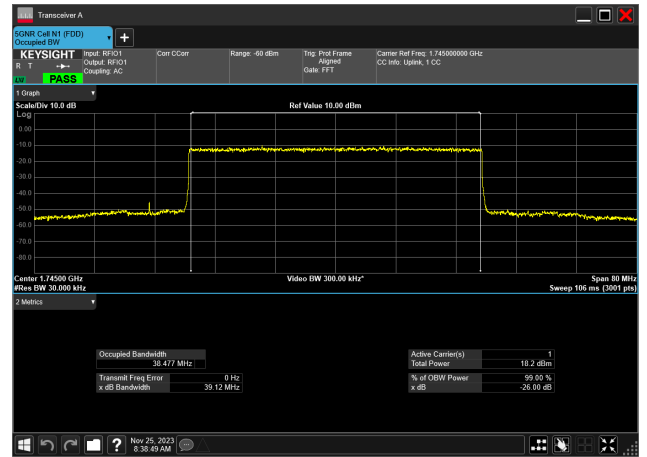 Transceiver A
5GNR Cell N1 (FDD)
Occupied BW
+
KEYSIGHT
R T
LXI
PASS
Input: RFIO1
Output: RFIO1
Coupling: AC
Corr CCorr
Range: -60 dBm
Trig: Prot Frame
Aligned
Gate: FFT
Carrier Ref Freq: 1.745000000 GHz
CC Info: Uplink, 1 CC
1 Graph
Scale/Div 10.0 dB
Ref Value 10.00 dBm
Log
0.00
-10.0
-20.0
-30.0
-40.0
-50.0
-60.0
-70.0
-80.0
Center 1.74500 GHz
Video BW 300.00 kHz*
Span 80 MHz
#Res BW 30.000 kHz
Sweep 106 ms (3001 pts)
2 Metrics
Occupied Bandwidth
38.477 MHz
Transmit Freq Error 0 Hz
x dB Bandwidth 39.12 MHz
Active Carrier(s) 1
Total Power 18.2 dBm
% of OBW Power 99.00 %
x dB -26.00 dB
?
Nov 25, 2023
8:38:49 AM